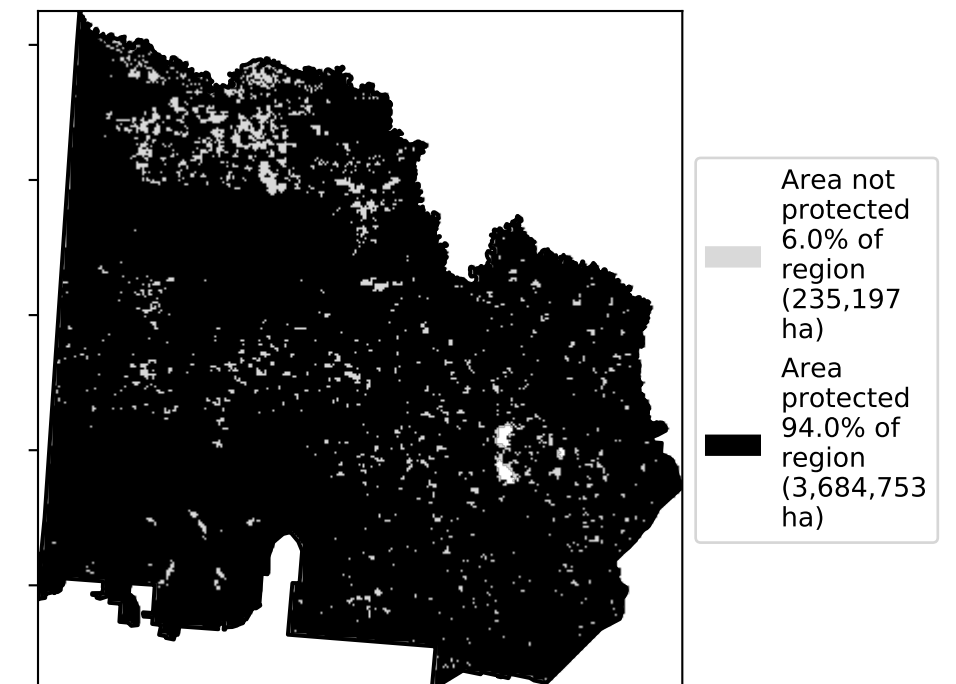 Area not
protected
6.0% of
region
(235,197
ha)
Area
protected
94.0% of
region
(3,684,753
ha)